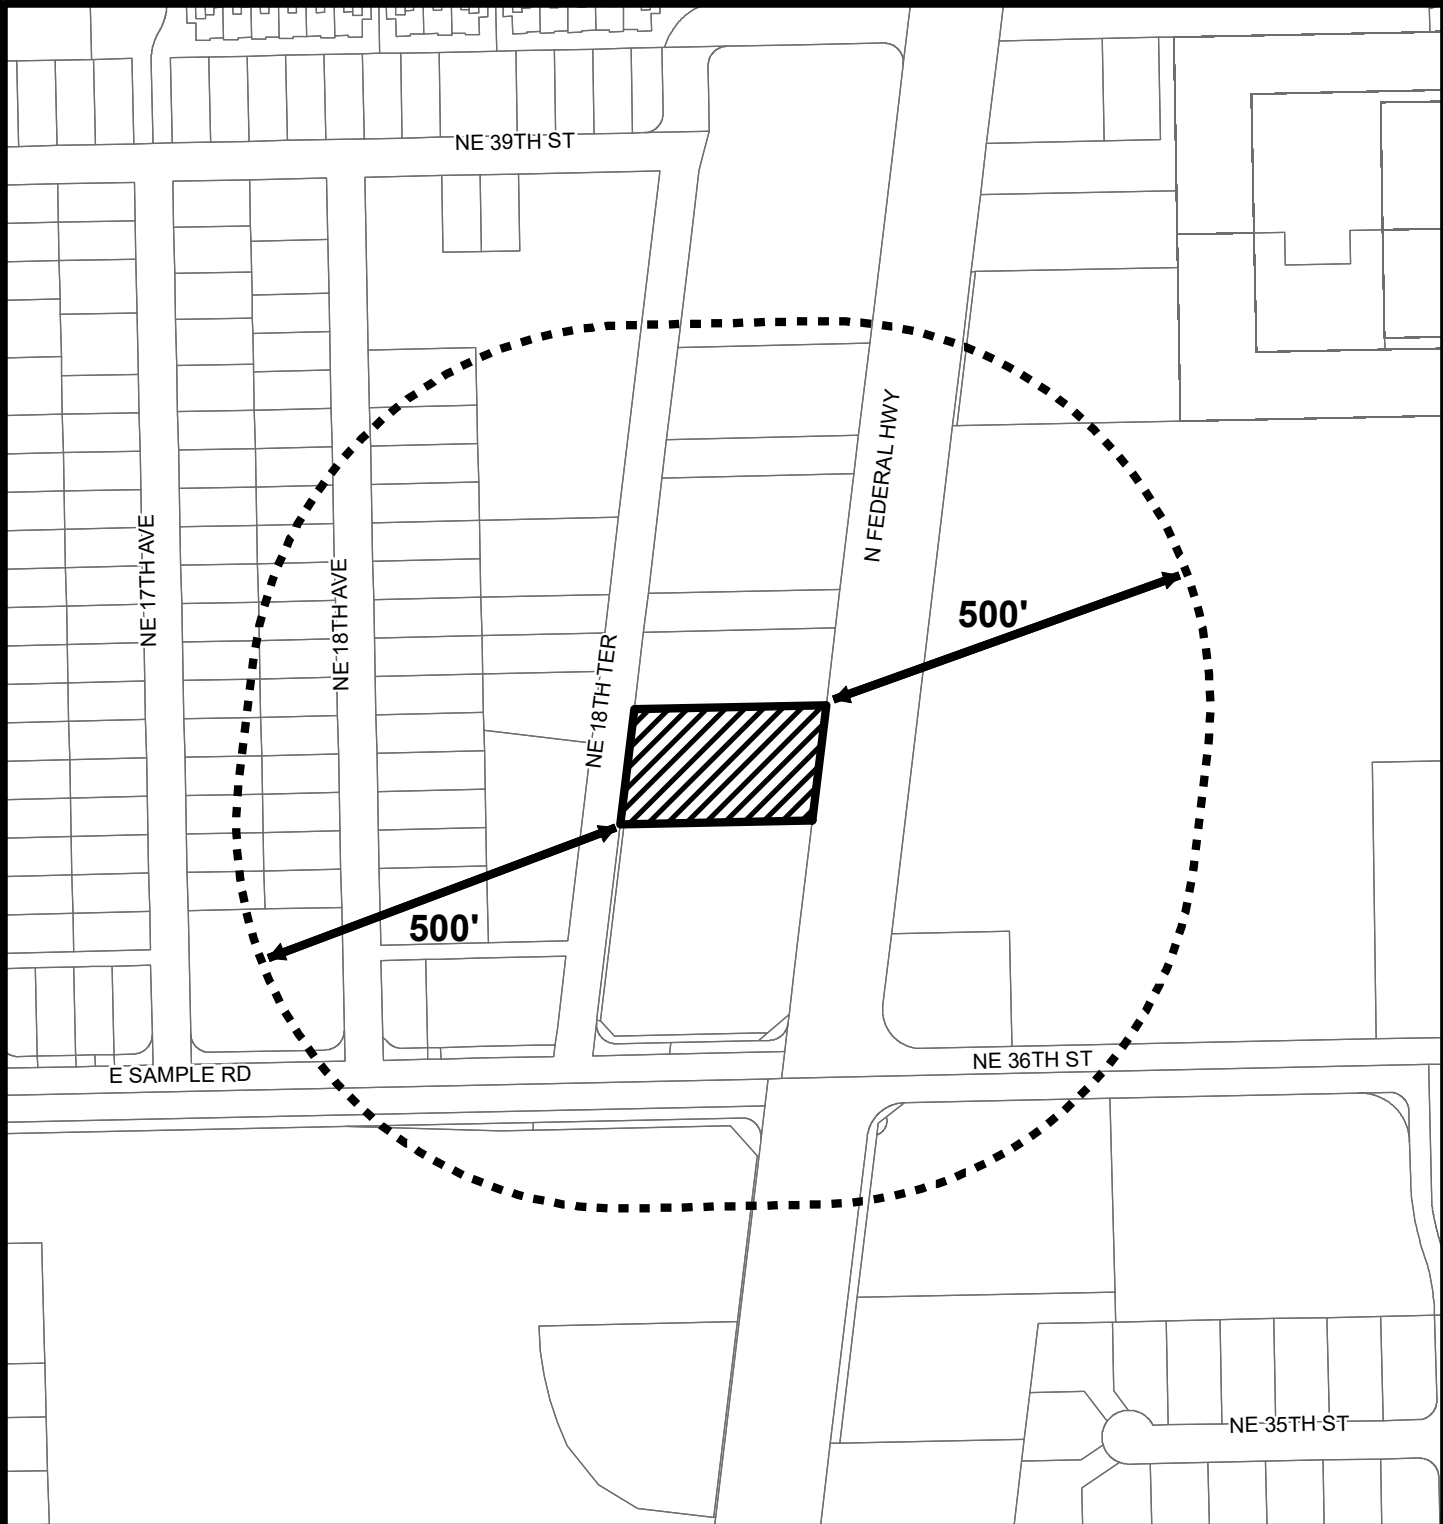 NE 39TH ST
N FEDERAL HWY
NE 17TH AVE
NE 18TH AVE
500'
NE 18TH TER
500'
NE 36TH ST
E SAMPLE RD
NE 35TH ST